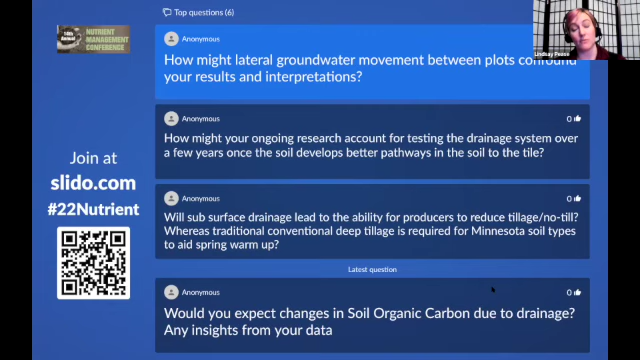 Top questions (6)
14th Annual
NUTRIENT
MANAGEMENT
CONFERENCE
Join at
slido.com
#22Nutrient
Anonymous
How might lateral groundwater movement between plots confound
your results and interpretations?
Anonymous
0
How might your ongoing research account for testing the drainage system over
a few years once the soil develops better pathways in the soil to the tile?
Anonymous
0
Will sub surface drainage lead to the ability for producers to reduce tillage/no-till?
Whereas traditional conventional deep tillage is required for Minnesota soil types
to aid spring warm up?
Latest question
Anonymous
0
Would you expect changes in Soil Organic Carbon due to drainage?
Any insights from your data
Lindsay Pease